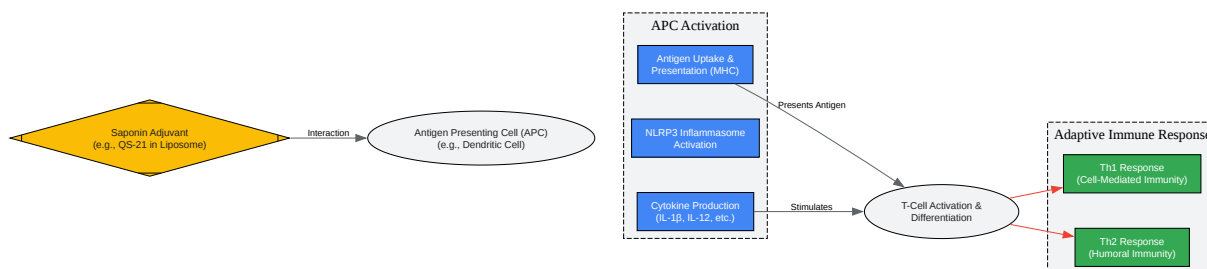 Saponin Adjuvant
(e.g., QS-21 in Liposome)
Interaction
Antigen Presenting Cell (APC)
(e.g., Dendritic Cell)
APC Activation
Antigen Uptake &
Presentation (MHC)
NLRP3 Inflammasome
Activation
Cytokine Production
(IL-1β, IL-12, etc.)
Presents Antigen
Stimulates
T-Cell Activation &
Differentiation
Adaptive Immune Response
Th1 Response
(Cell-Mediated Immunity)
Th2 Response
(Humoral Immunity)